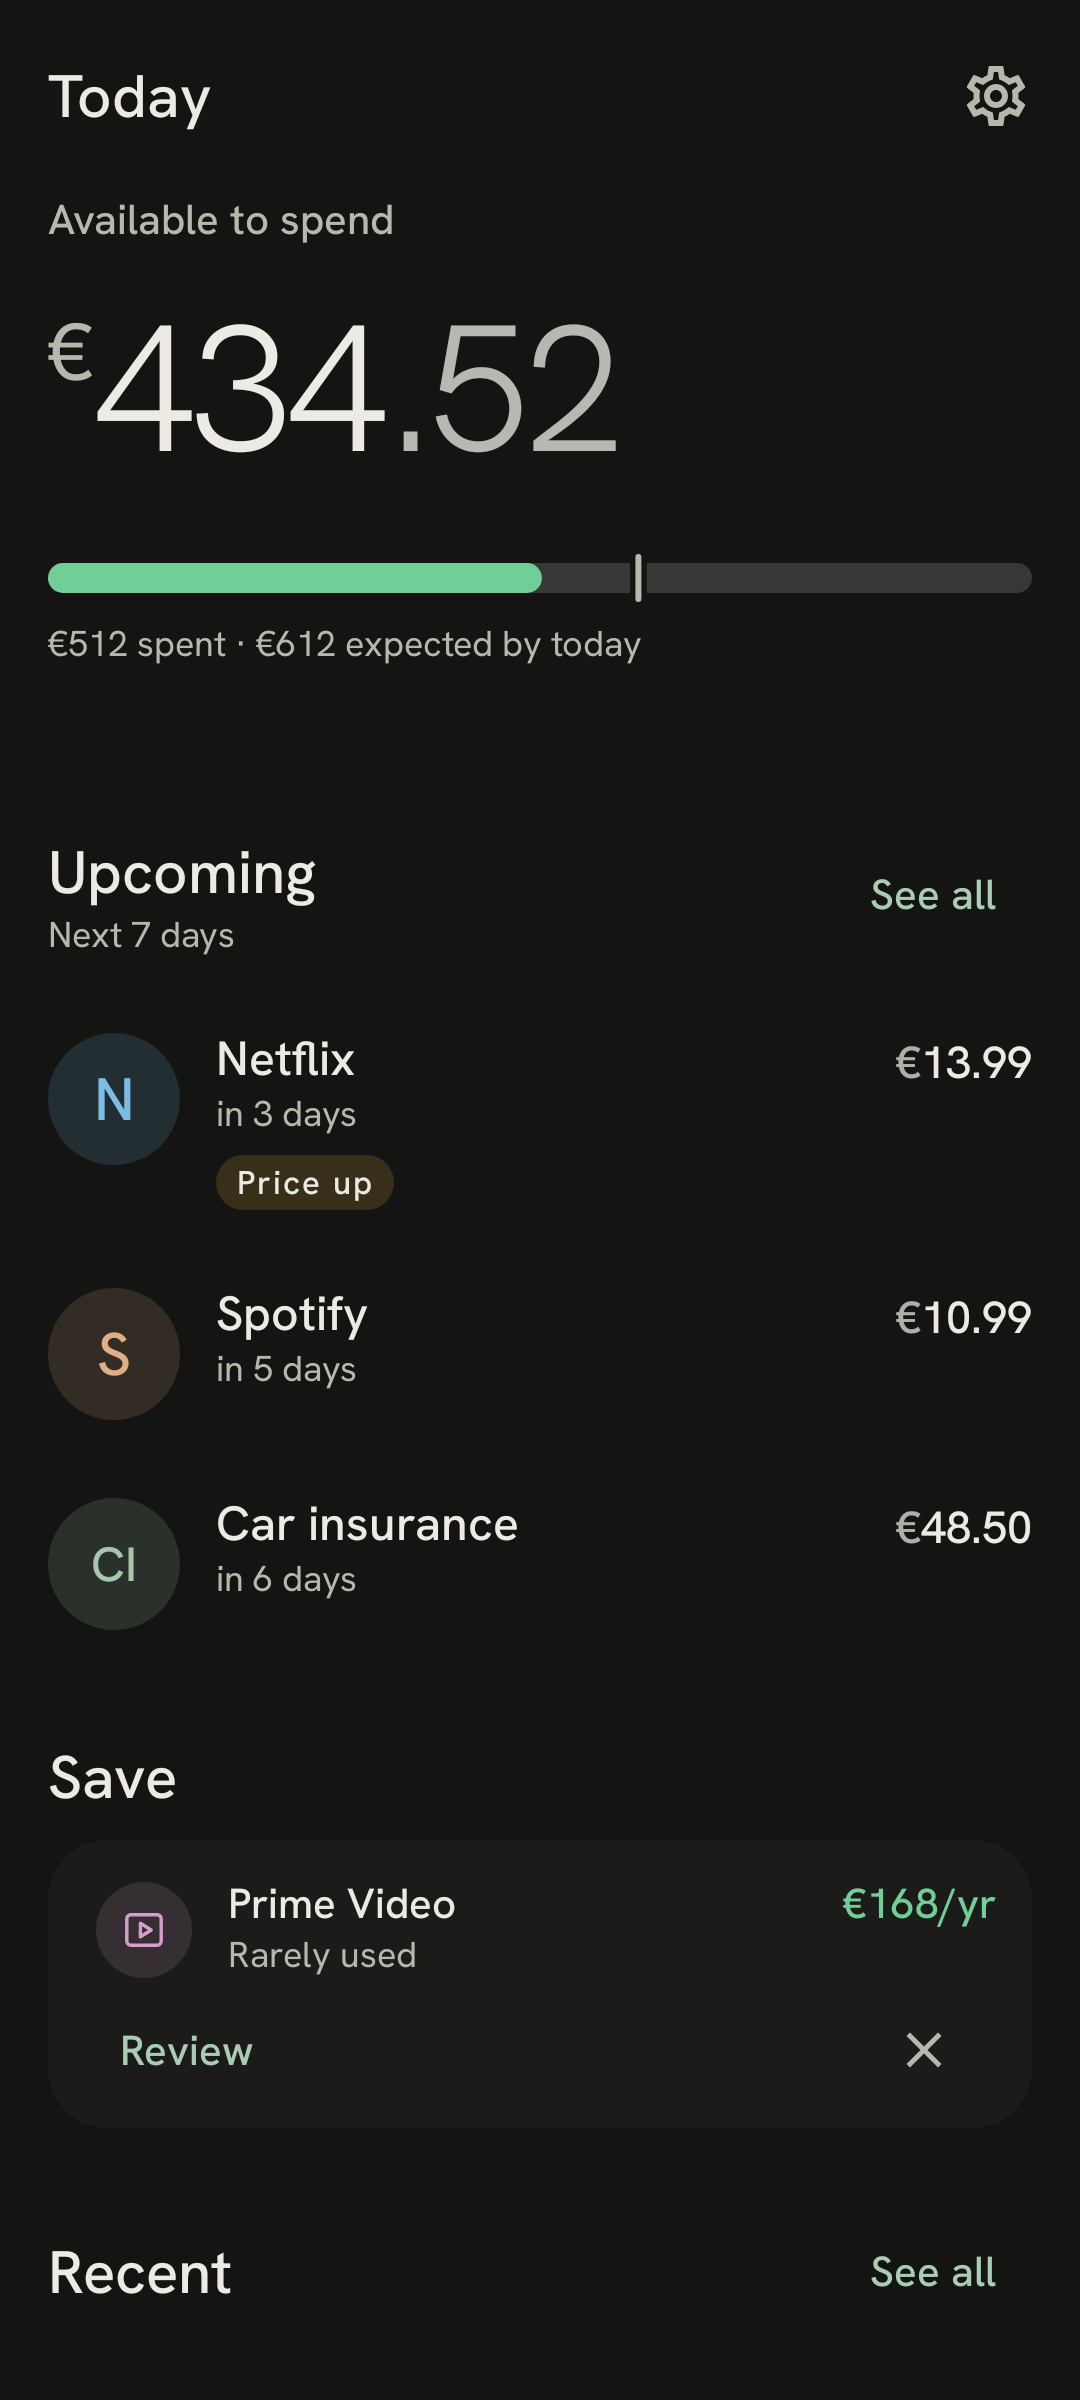 Today
Available to spend
€434.52
€512 spent · €612 expected by today
Upcoming
See all
Next 7 days
N
Netflix
€13.99
in 3 days
Price up
S
Spotify
€10.99
in 5 days
CI
Car insurance
€48.50
in 6 days
Save
Prime Video
€168/yr
Rarely used
Review
Recent
See all